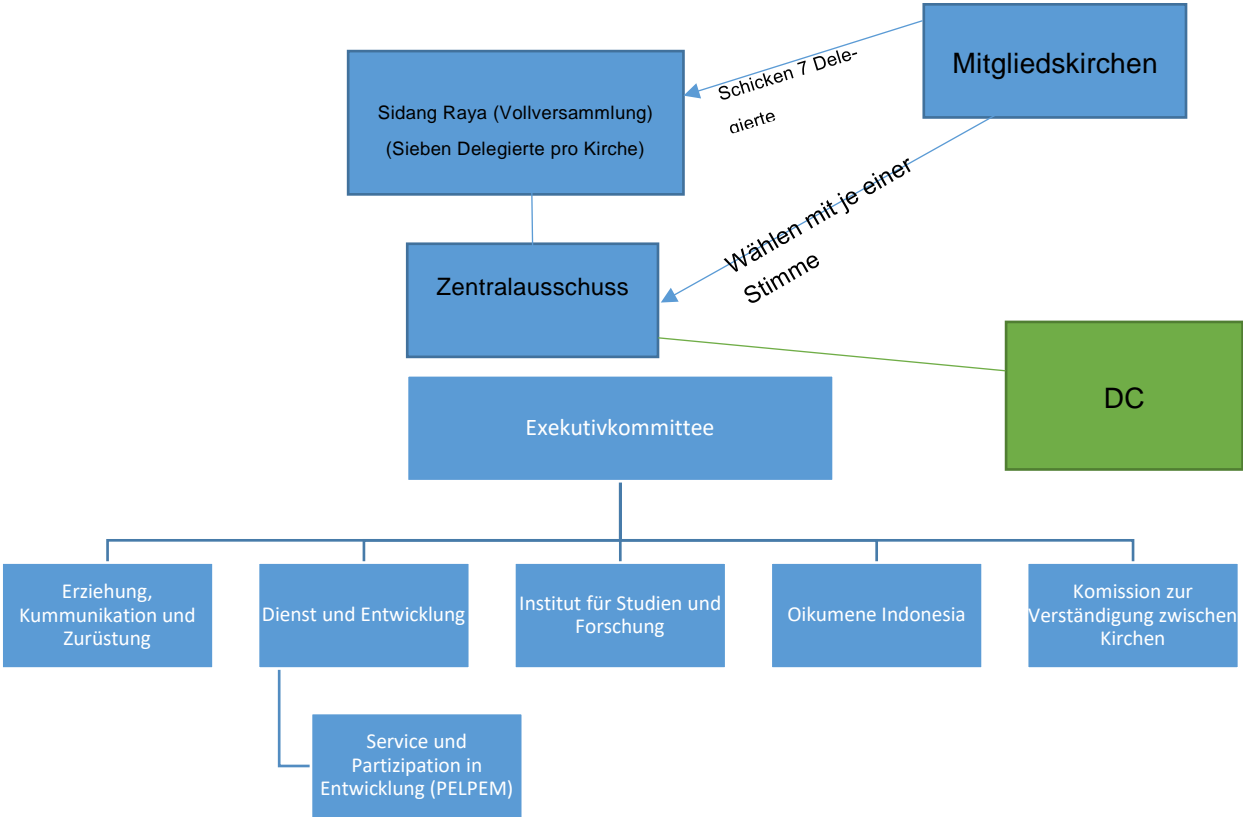 Mitgliedskirchen
Schicken 7 Dele-
gierte
Sidang Raya (Vollversammlung)
(Sieben Delegierte pro Kirche)
Wählen mit je einer
Stimme
Zentralausschuss
DC
Exekutivkommittee
Erziehung,
Kummunikation und
Zurüstung
Dienst und Entwicklung
Institut für Studien und
Forschung
Oikumene Indonesia
Komission zur
Verständigung zwischen
Kirchen
Service und
Partizipation in
Entwicklung (PELPEM)